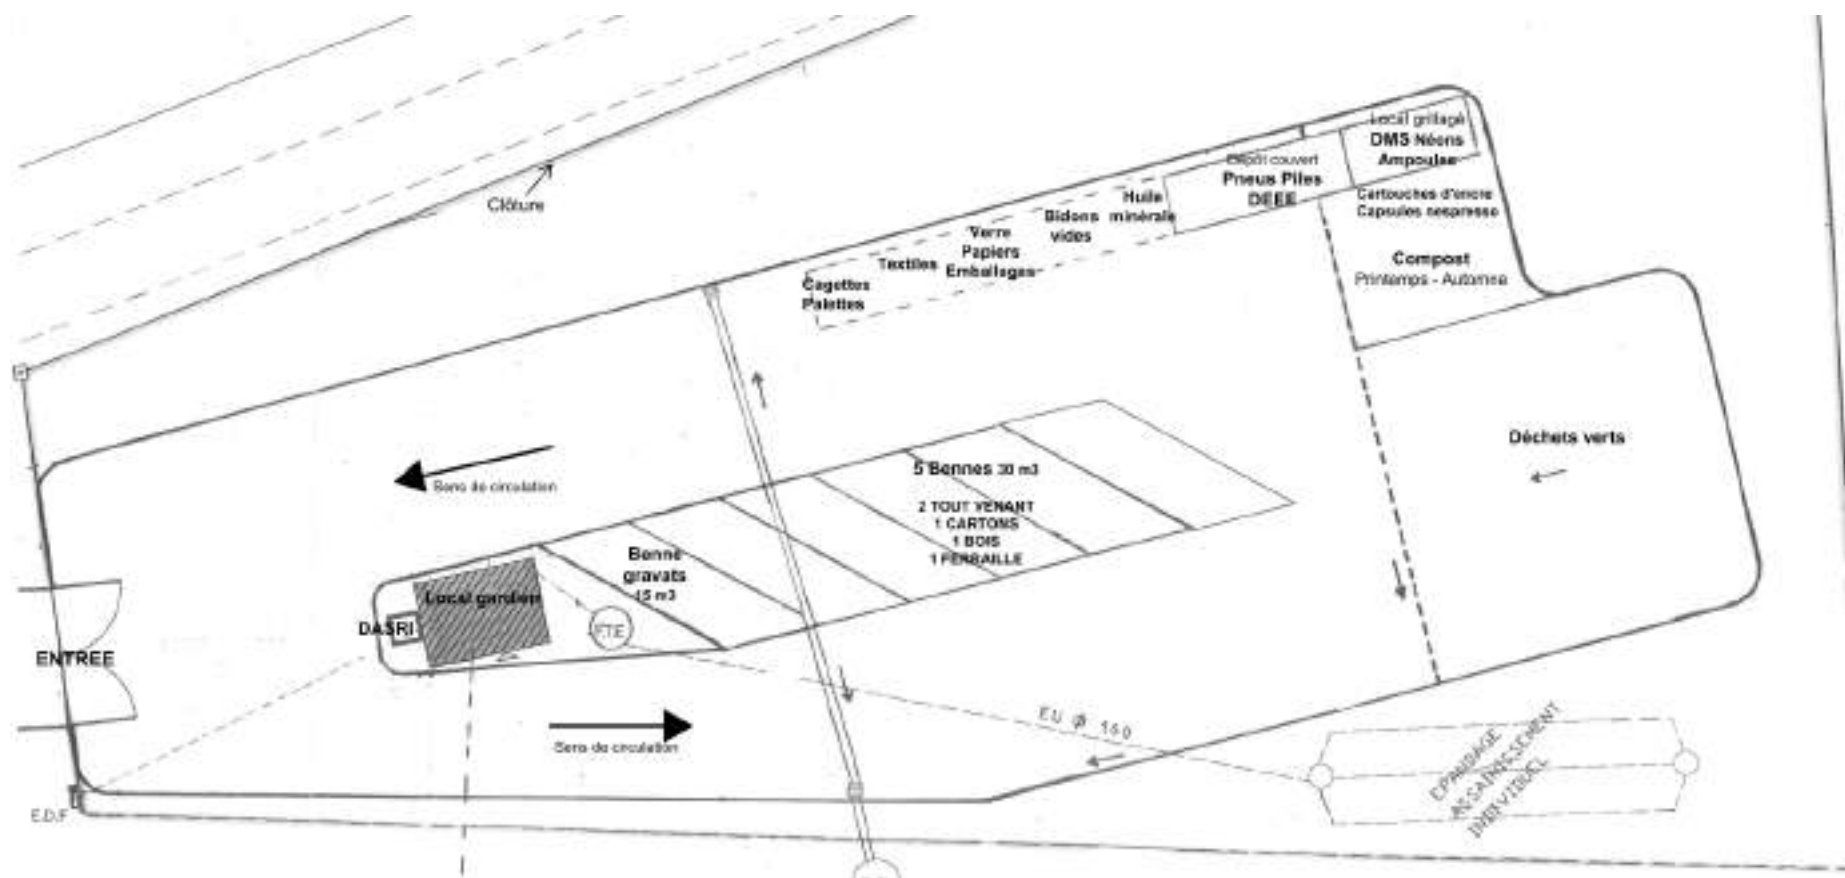 Clôture
Local grillagé
DMS Néons
Ampoules
Dépôt couvert
Pneus Piles
DEEE
Cartouches d'encre
Capsules nespresso
Huile
minérale
Bidons
vides
Verre
Papiers
Emballages
Textiles
Cagettes
Palettes
Compost
Printemps - Automne
Déchets verts
Sens de circulation
5 Bennes 30 m3
2 TOUT VENANT
1 CARTONS
1 BOIS
1 FERRAILLE
Benne
gravats
15 m3
Local gardien
DASRI
F.T.E
ENTREE
Sens de circulation
EU Φ 160
EPANDAGE
ASSAINISSEMENT
INDIVIDUEL
E.D.F